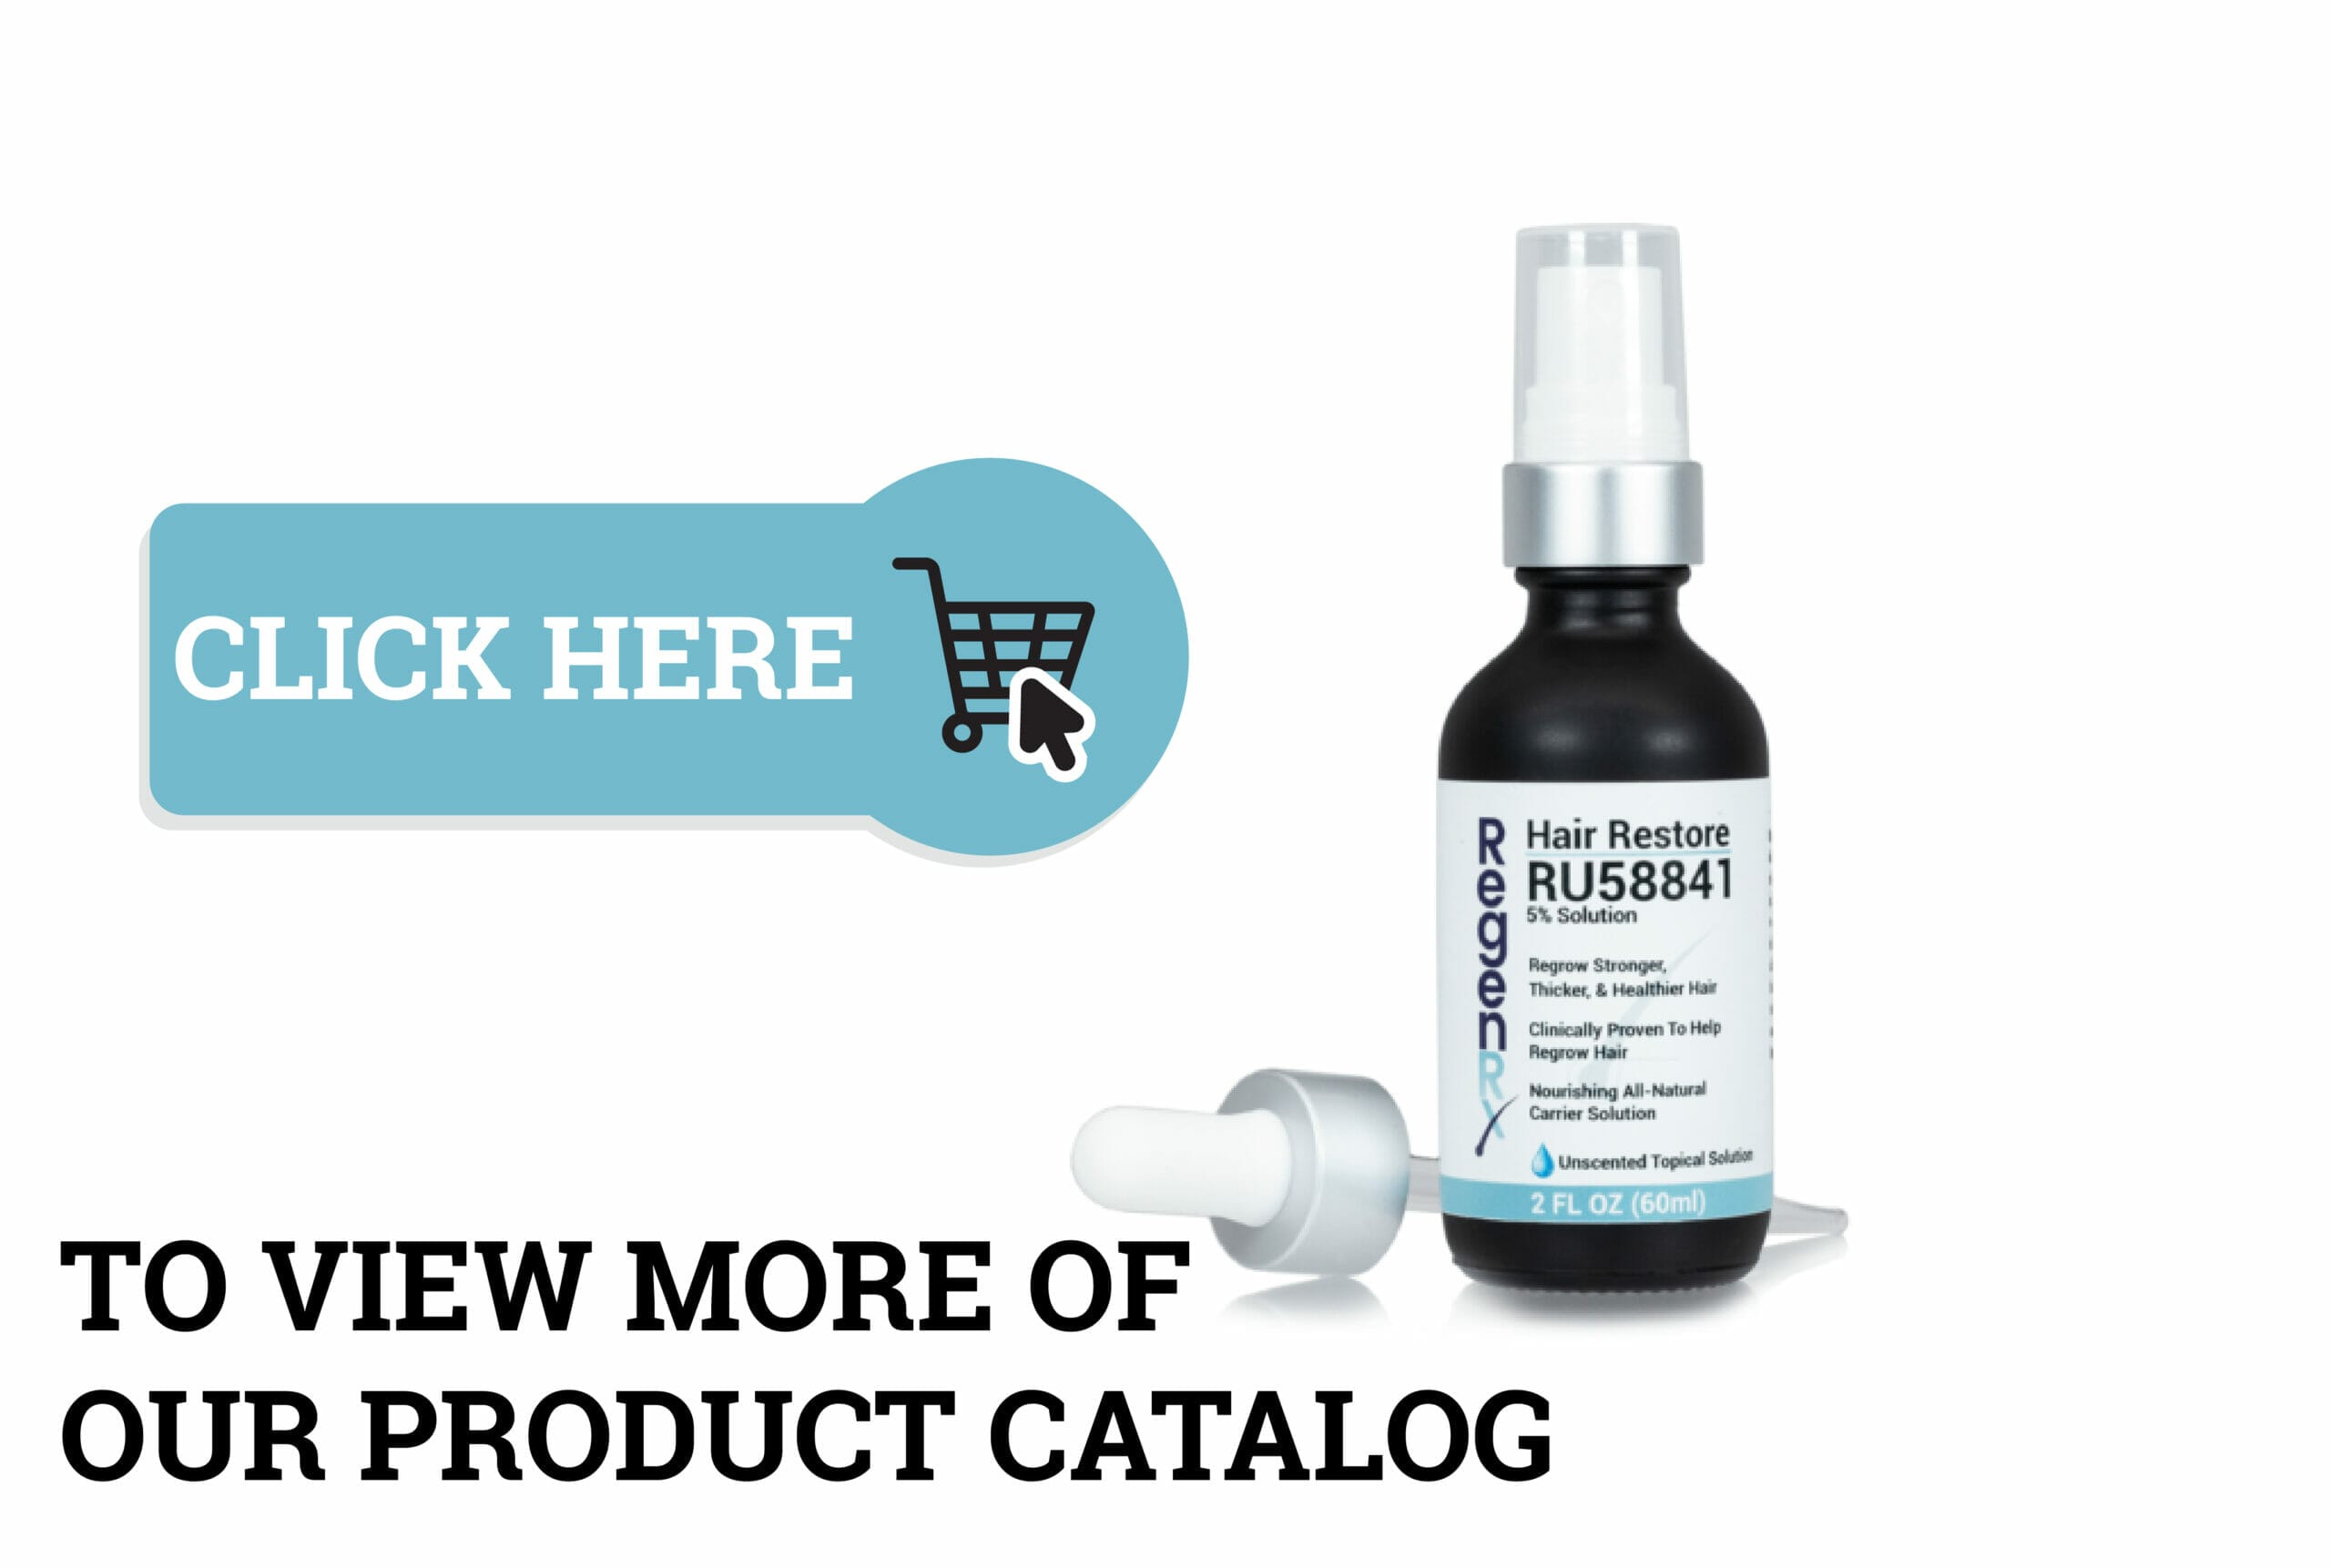 CLICK HERE
TO VIEW MORE OF
OUR PRODUCT CATALOG
RegenRx
Hair Restore
RU58841
5% Solution
Regrow Stronger,
Thicker, & Healthier Hair
Clinically Proven To Help
Regrow Hair
Nourishing All-Natural
Carrier Solution
Unscented Topical Solution
2 FL OZ (60ml)